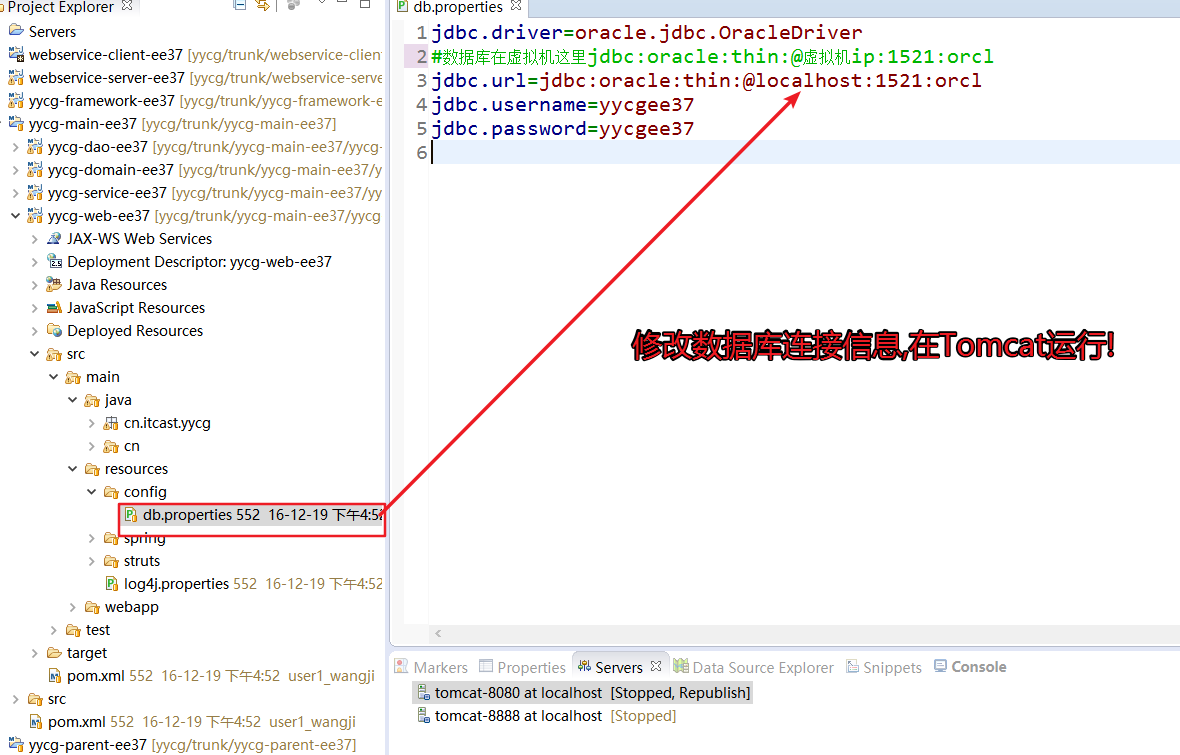 Project Explorer
Servers
webservice-client-ee37 [yycg/trunk/webservice-clien
webservice-server-ee37 [yycg/trunk/webservice-serve
yycg-framework-ee37 [yycg/trunk/yycg-framework-e
yycg-main-ee37 [yycg/trunk/yycg-main-ee37]
yycg-dao-ee37 [yycg/trunk/yycg-main-ee37/yycg-
yycg-domain-ee37 [yycg/trunk/yycg-main-ee37/y
yycg-service-ee37 [yycg/trunk/yycg-main-ee37/yy
yycg-web-ee37 [yycg/trunk/yycg-main-ee37/yycg
JAX-WS Web Services
Deployment Descriptor: yycg-web-ee37
Java Resources
JavaScript Resources
Deployed Resources
src
main
java
cn.itcast.yycg
cn
resources
config
db.properties 552 16-12-19 下午4:5
spring
struts
log4j.properties 552 16-12-19 下午4:52
webapp
test
target
pom.xml 552 16-12-19 下午4:52 user1_wangji
src
pom.xml 552 16-12-19 下午4:52 user1_wangji
yycg-parent-ee37 [yycg/trunk/yycg-parent-ee37]
db.properties
1 jdbc.driver=oracle.jdbc.OracleDriver
2 #数据库在虚拟机这里jdbc:oracle:thin:@虚拟机ip:1521:orcl
3 jdbc.url=jdbc:oracle:thin:@localhost:1521:orcl
4 jdbc.username=yycgee37
5 jdbc.password=yycgee37
6
修改数据库连接信息,在Tomcat运行!
Markers Properties Servers Data Source Explorer Snippets Console
tomcat-8080 at localhost [Stopped, Republish]
tomcat-8888 at localhost [Stopped]